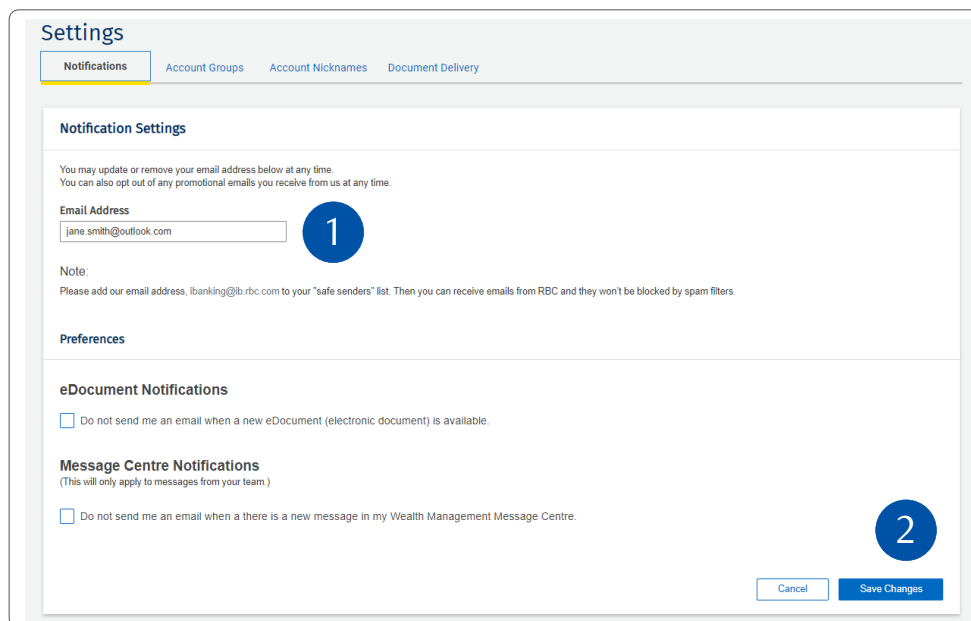 Settings
Notifications
Account Groups
Account Nicknames
Document Delivery
Notification Settings
You may update or remove your email address below at any time.
You can also opt out of any promotional emails you receive from us at any time.
Email Address
jane.smith@outlook.com
1
Note:
Please add our email address, ibanking@ib.rbc.com to your "safe senders" list. Then you can receive emails from RBC and they won't be blocked by spam filters.
Preferences
eDocument Notifications
Do not send me an email when a new eDocument (electronic document) is available.
Message Centre Notifications
(This will only apply to messages from your team.)
Do not send me an email when a there is a new message in my Wealth Management Message Centre.
2
Cancel
Save Changes